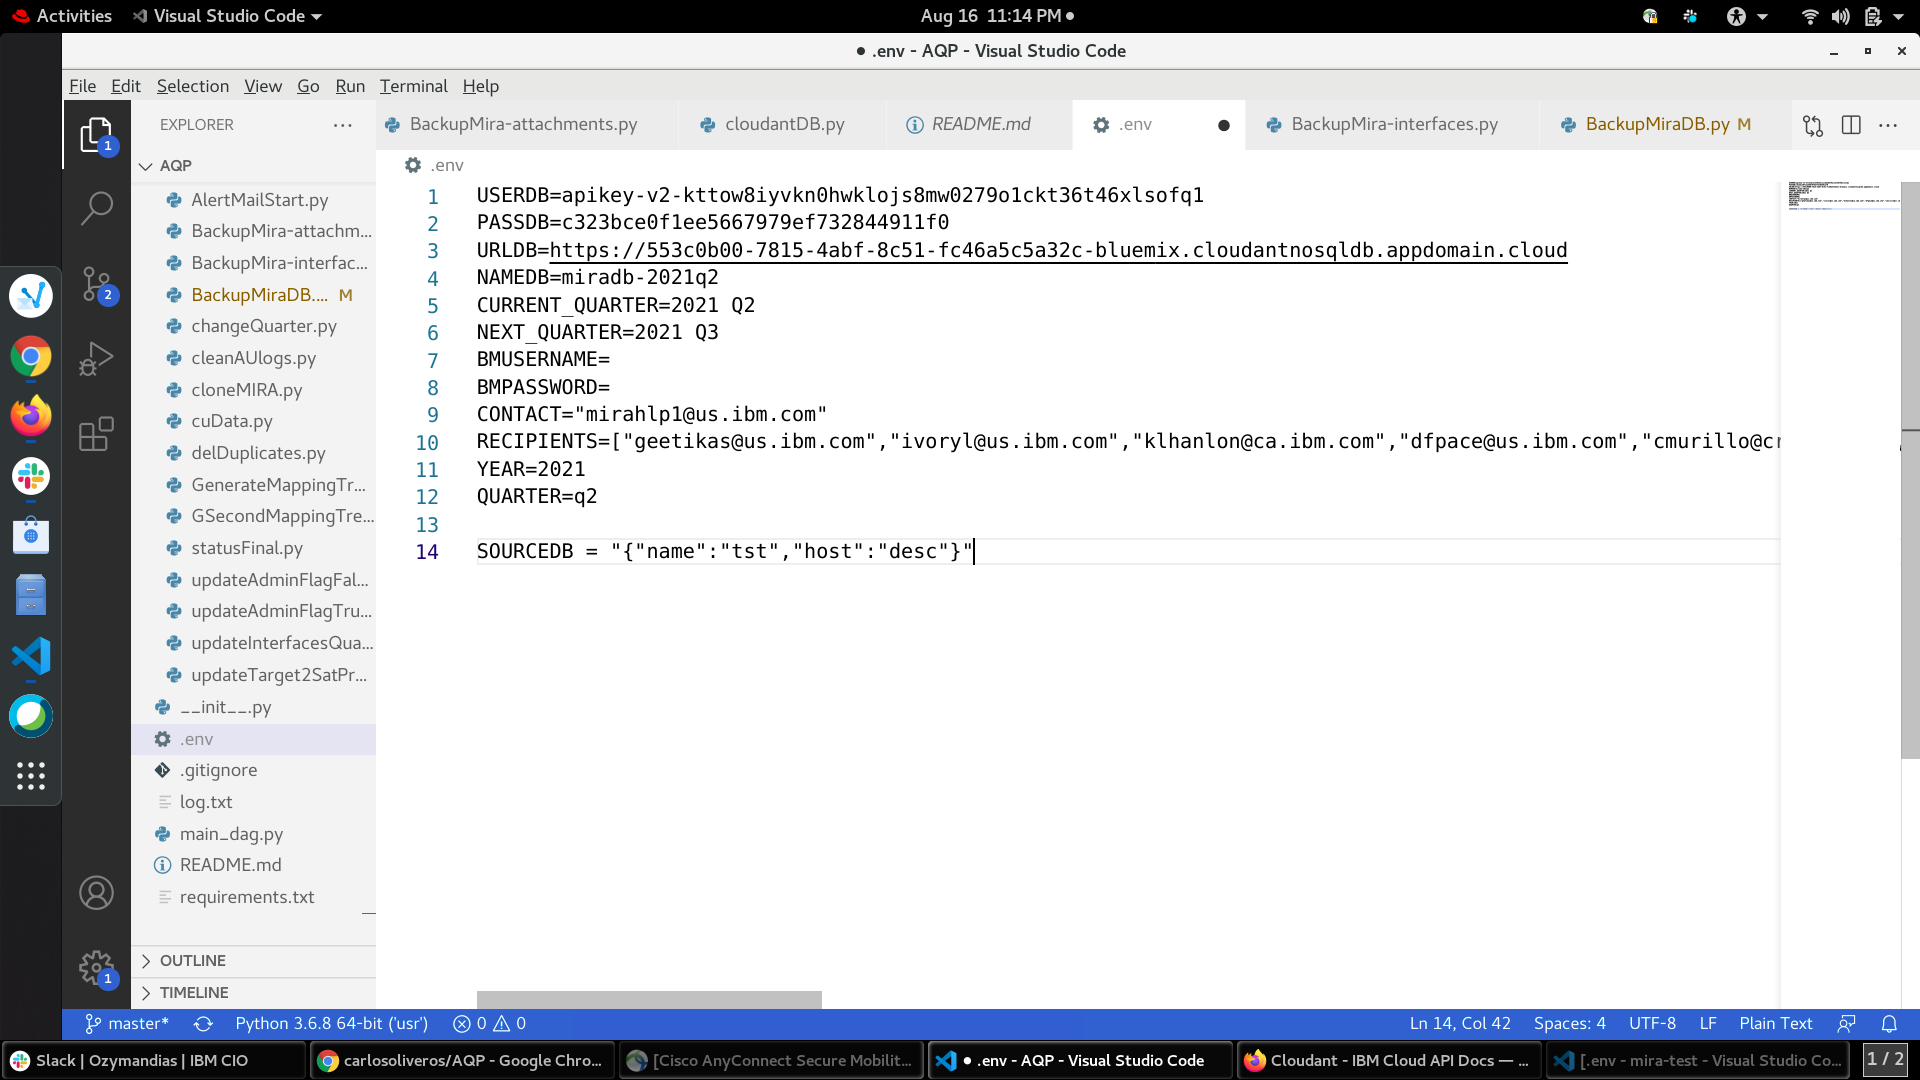 Activities Visual Studio Code Aug 16 11:14 PM
.env - AQP - Visual Studio Code
File Edit Selection View Go Run Terminal Help
EXPLORER ...
BackupMira-attachments.py cloudantDB.py README.md .env BackupMira-interfaces.py BackupMiraDB.py M ...
AQP
.env
AlertMailStart.py
BackupMira-attachm...
BackupMira-interfac...
BackupMiraDB.... M
changeQuarter.py
cleanAUlogs.py
cloneMIRA.py
cuData.py
delDuplicates.py
GenerateMappingTr...
GSecondMappingTre...
statusFinal.py
updateAdminFlagFal...
updateAdminFlagTru...
updateInterfacesQua...
updateTarget2SatPr...
__init__.py
.env
.gitignore
log.txt
main_dag.py
README.md
requirements.txt
OUTLINE
TIMELINE
1
2
1
1 USERDB=apikey-v2-kttow8iyvkn0hwklojs8mw0279o1ckt36t46xlsofq1
2 PASSDB=c323bce0f1ee5667979ef732844911f0
3 URLDB=https://553c0b00-7815-4abf-8c51-fc46a5c5a32c-bluemix.cloudantnosqldb.appdomain.cloud
4 NAMEDB=miradb-2021q2
5 CURRENT_QUARTER=2021 Q2
6 NEXT_QUARTER=2021 Q3
7 BMUSERNAME=
8 BMPASSWORD=
9 CONTACT="mirahlp1@us.ibm.com"
10 RECIPIENTS=["geetikas@us.ibm.com","ivoryl@us.ibm.com","klhanlon@ca.ibm.com","dfpace@us.ibm.com","cmurillo@cr
11 YEAR=2021
12 QUARTER=q2
13
14 SOURCEDB = "{"name":"tst","host":"desc"}"
master* Python 3.6.8 64-bit ('usr') 0 0 Ln 14, Col 42 Spaces: 4 UTF-8 LF Plain Text
Slack | Ozymandias | IBM CIO carlosoliveros/AQP - Google Chro... [Cisco AnyConnect Secure Mobilit... .env - AQP - Visual Studio Code Cloudant - IBM Cloud API Docs — ... [.env - mira-test - Visual Studio Co... 1 / 2